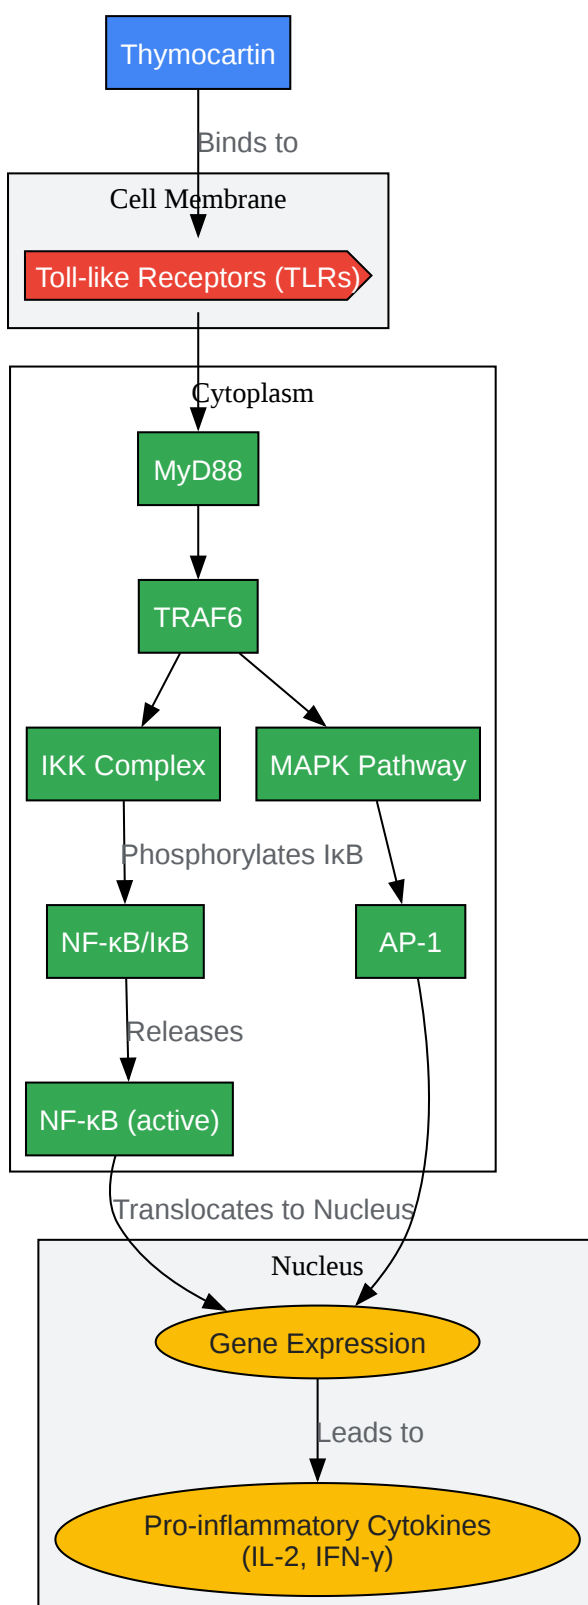 Thymocartin
Binds to
Cell Membrane
Toll-like Receptors (TLRs)
Cytoplasm
MyD88
TRAF6
IKK Complex
MAPK Pathway
Phosphorylates IκB
NF-κB/IκB
AP-1
Releases
NF-κB (active)
Translocates to Nucleus
Nucleus
Gene Expression
Leads to
Pro-inflammatory Cytokines
(IL-2, IFN-γ)